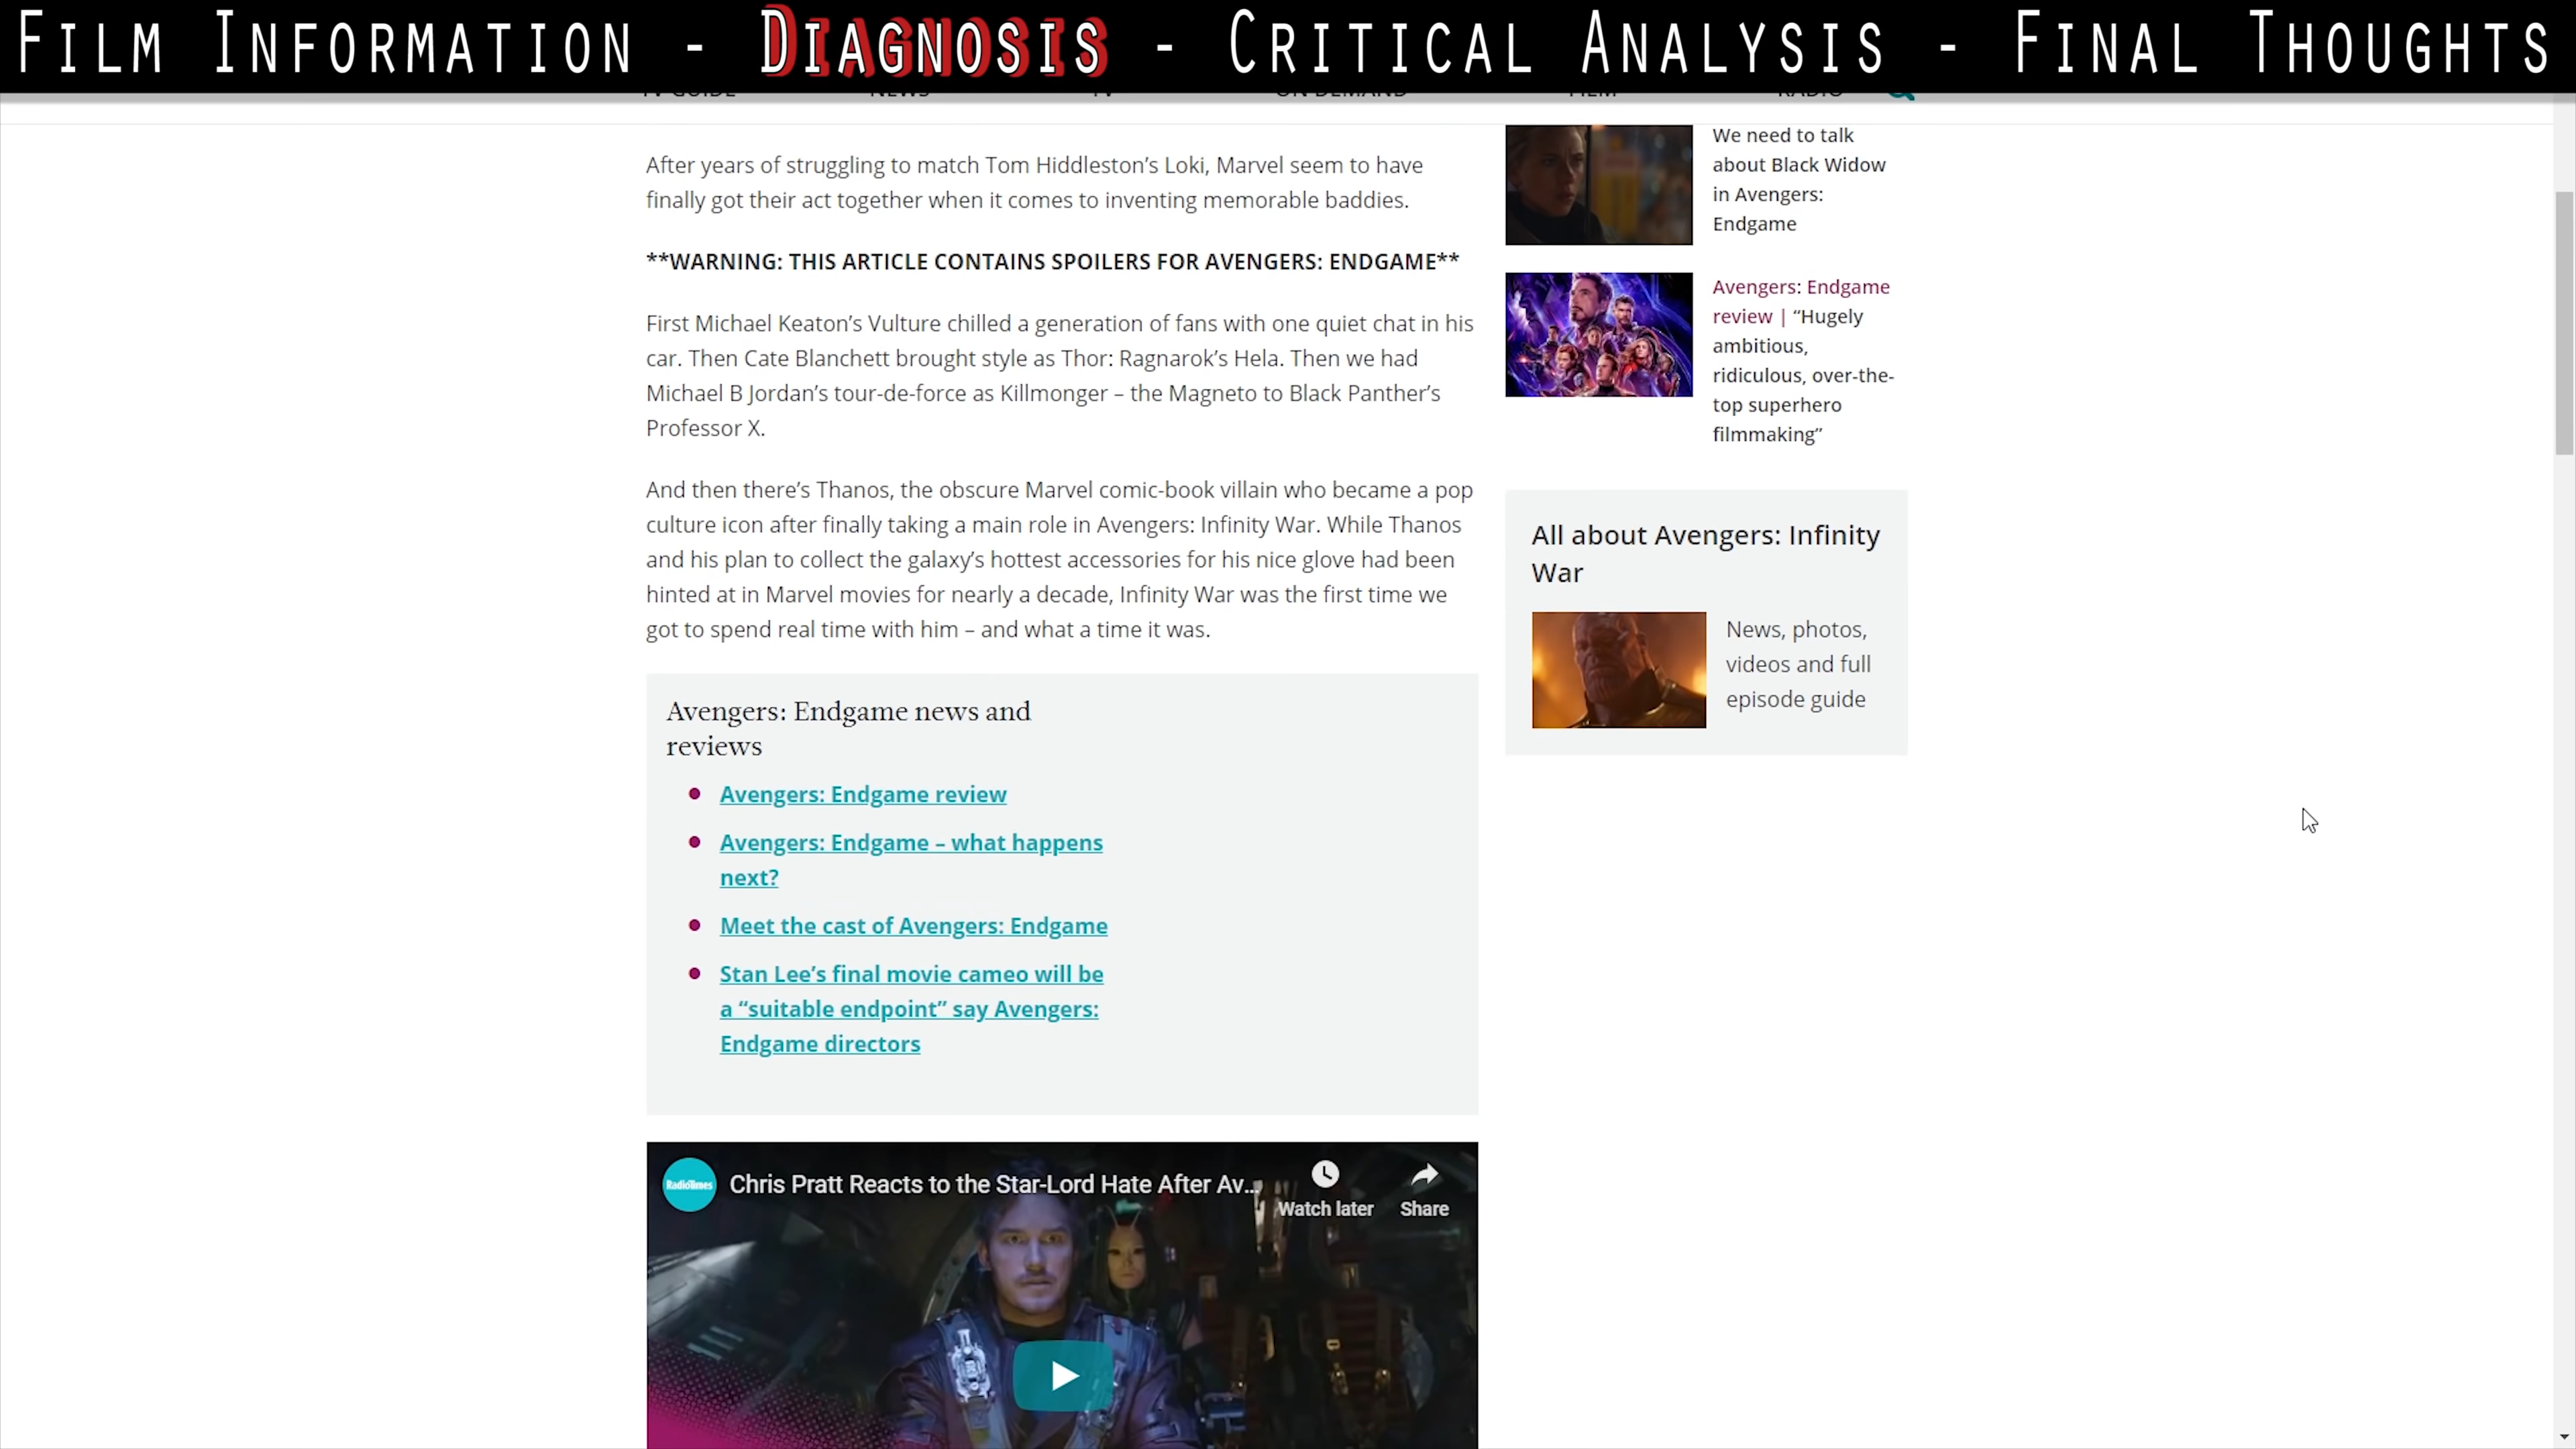 FILM INFORMATION - DIAGNOSIS - CRITICAL ANALYSIS - FINAL THOUGHTS
TV GUIDE NEWS TV ON DEMAND FILM RADIO
After years of struggling to match Tom Hiddleston’s Loki, Marvel seem to have
finally got their act together when it comes to inventing memorable baddies.
**WARNING: THIS ARTICLE CONTAINS SPOILERS FOR AVENGERS: ENDGAME**
First Michael Keaton’s Vulture chilled a generation of fans with one quiet chat in his
car. Then Cate Blanchett brought style as Thor: Ragnarok’s Hela. Then we had
Michael B Jordan’s tour-de-force as Killmonger – the Magneto to Black Panther’s
Professor X.
And then there’s Thanos, the obscure Marvel comic-book villain who became a pop
culture icon after finally taking a main role in Avengers: Infinity War. While Thanos
and his plan to collect the galaxy’s hottest accessories for his nice glove had been
hinted at in Marvel movies for nearly a decade, Infinity War was the first time we
got to spend real time with him – and what a time it was.
Avengers: Endgame news and
reviews
Avengers: Endgame review
Avengers: Endgame – what happens
next?
Meet the cast of Avengers: Endgame
Stan Lee’s final movie cameo will be
a “suitable endpoint” say Avengers:
Endgame directors
RadioTimes
Chris Pratt Reacts to the Star-Lord Hate After Av...
Watch later
Share
We need to talk
about Black Widow
in Avengers:
Endgame
Avengers: Endgame
review | “Hugely
ambitious,
ridiculous, over-the-
top superhero
filmmaking”
All about Avengers: Infinity
War
News, photos,
videos and full
episode guide